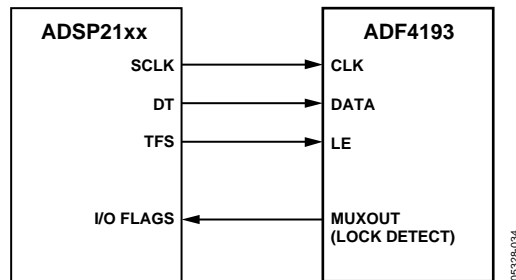 ADSP21xx
ADF4193
SCLK
CLK
DT
DATA
TFS
LE
I/O FLAGS
MUXOUT
(LOCK DETECT)
05328-034